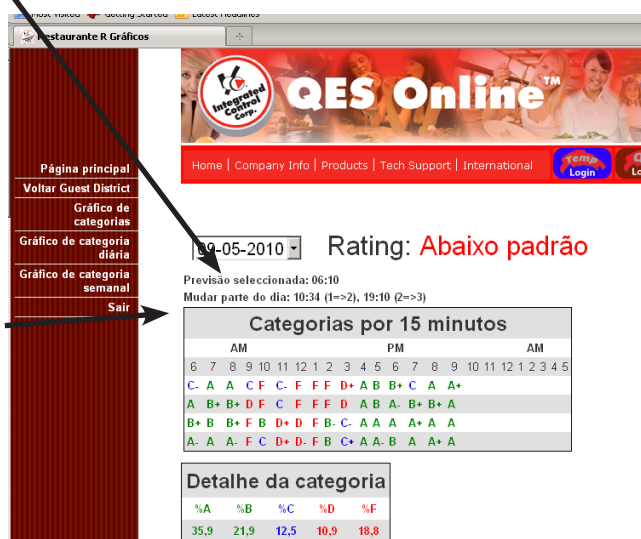 Most Visited Getting Started Latest Headlines
Restaurante R Gráficos
Integrated
Control
Corp.
QES Online™
Home | Company Info | Products | Tech Support | International
Temp
Login
Página principal
Voltar Guest District
Gráfico de
categorias
Gráfico de categoria
diária
Gráfico de categoria
semanal
Sair
09-05-2010 Rating: Abaixo padrão
Previsão seleccionada: 06:10
Mudar parte do dia: 10:34 (1=>2), 19:10 (2=>3)
Categorias por 15 minutos
AM PM AM
6 7 8 9 10 11 12 1 2 3 4 5 6 7 8 9 10 11 12 1 2 3 4 5
C- A A C F C- F F F D+ A B B+ C A A+
A B+ B+ D F C F F F D A B A- B+ B+ A
B+ B B+ F B D+ D F B- C- A A A A+ A A
A- A A- F C D+ D- F B C+ A A- B A A+ A
Detalhe da categoria
%A %B %C %D %F
35,9 21,9 12,5 10,9 18,8